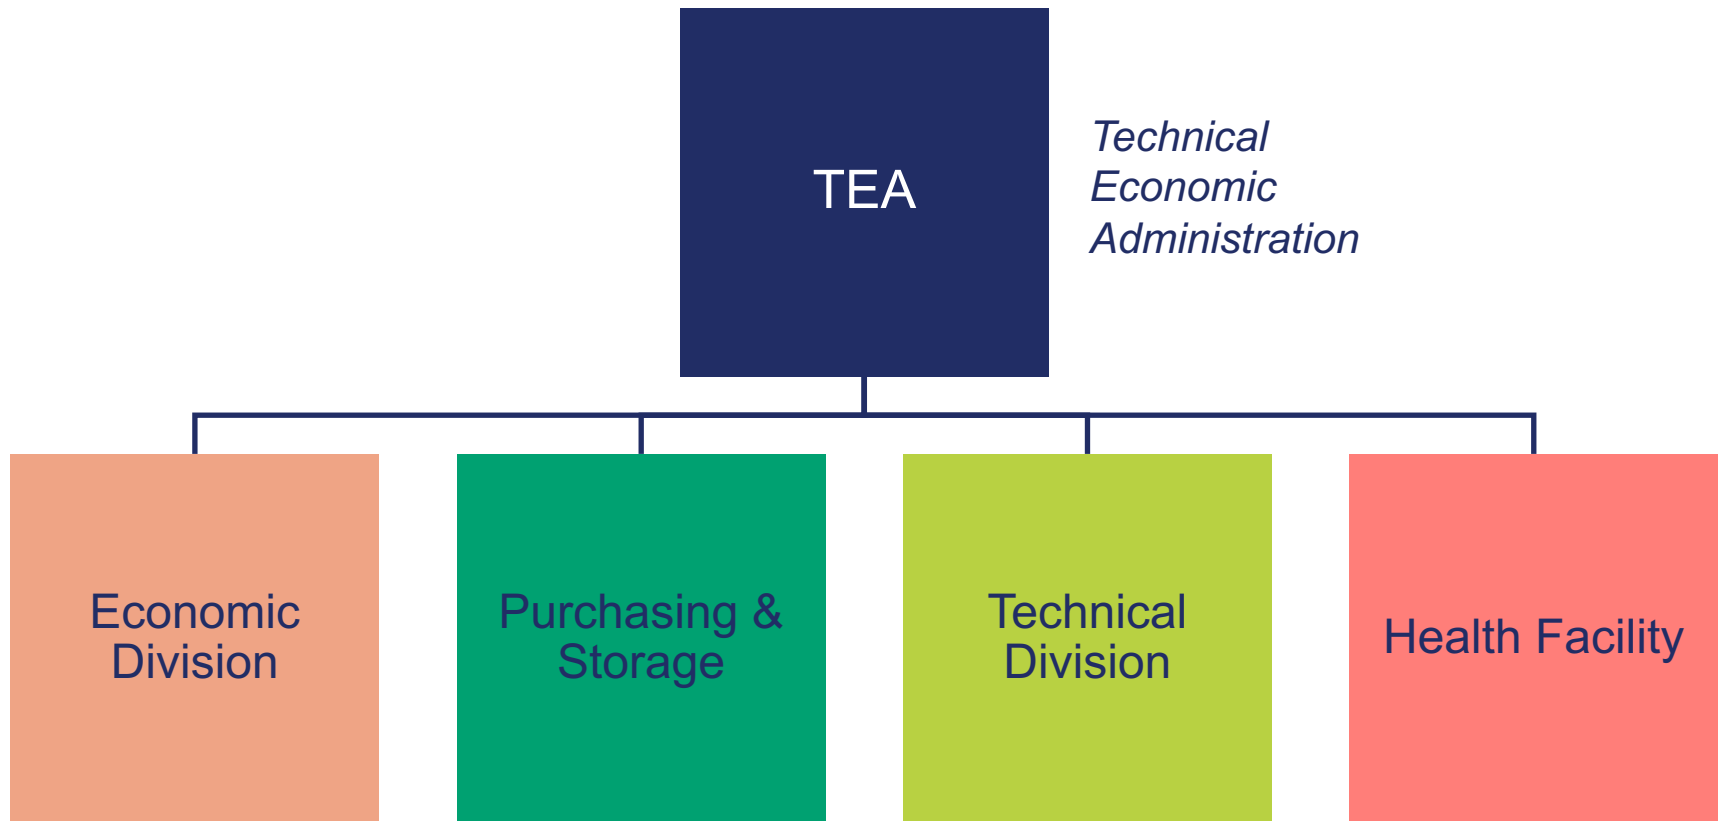 TEA
Technical
Economic
Administration
Economic
Division
Purchasing &
Storage
Technical
Division
Health Facility